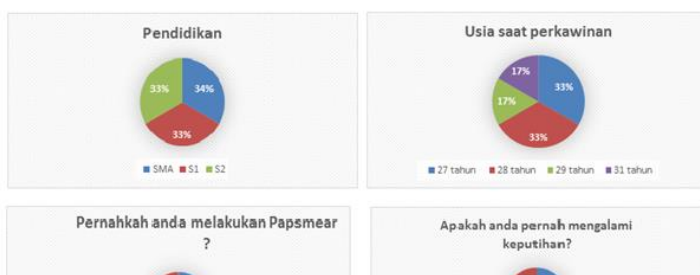 Pendidikan
33%
34%
33%
SMA S1 S2
Usia saat perkawinan
17%
33%
17%
33%
27 tahun 28 tahun 29 tahun 31 tahun
Pernahkah anda melakukan Papsmear
?
Apakah anda pernah mengalami
keputihan?